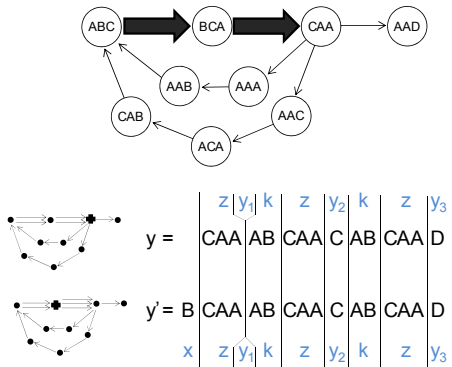 ABC BCA CAA AAD
AAB AAA
CAB AAC
ACA
z y₁ k z y₂ k z y₃
y = CAA AB CAA C AB CAA D
y' = B CAA AB CAA C AB CAA D
x z y₁ k z y₂ k z y₃